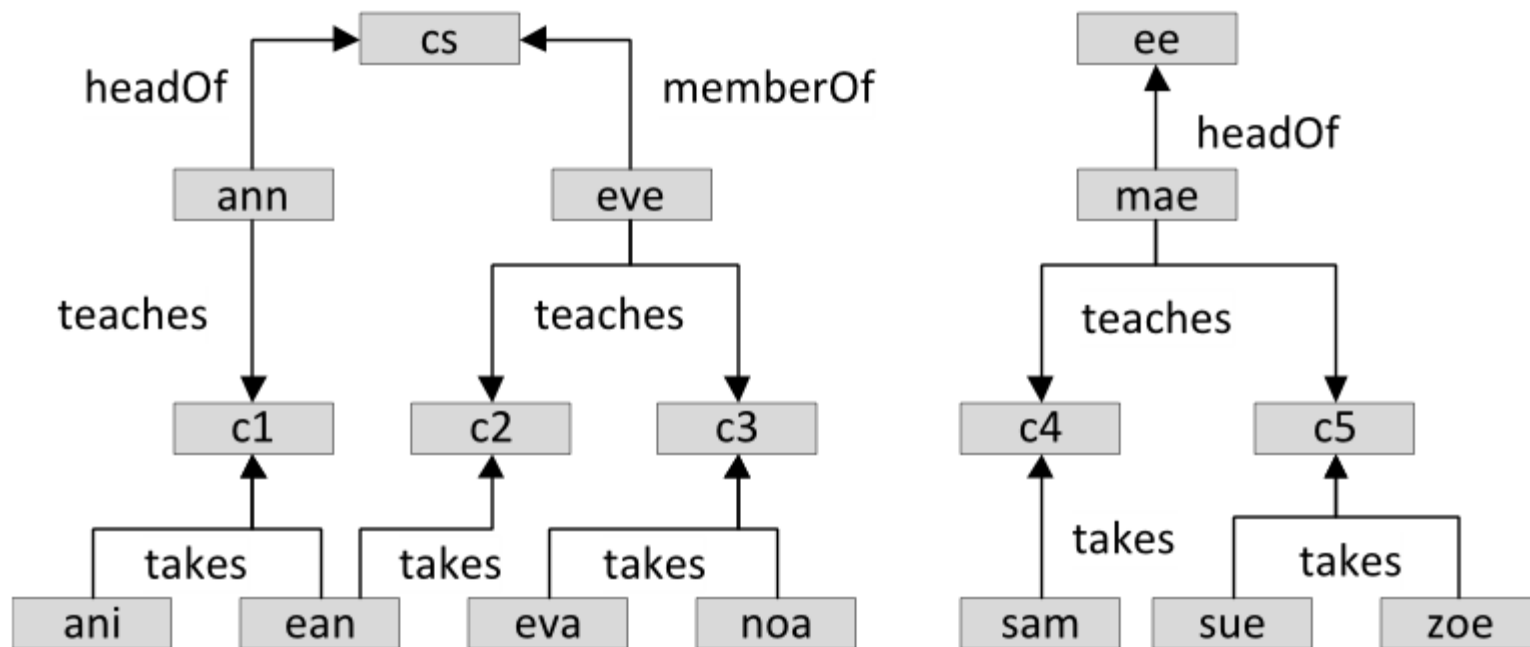 cs
ee
headOf
memberOf
headOf
ann
eve
mae
teaches
teaches
teaches
c1
c2
c3
c4
c5
takes
takes
takes
takes
takes
ani
ean
eva
noa
sam
sue
zoe